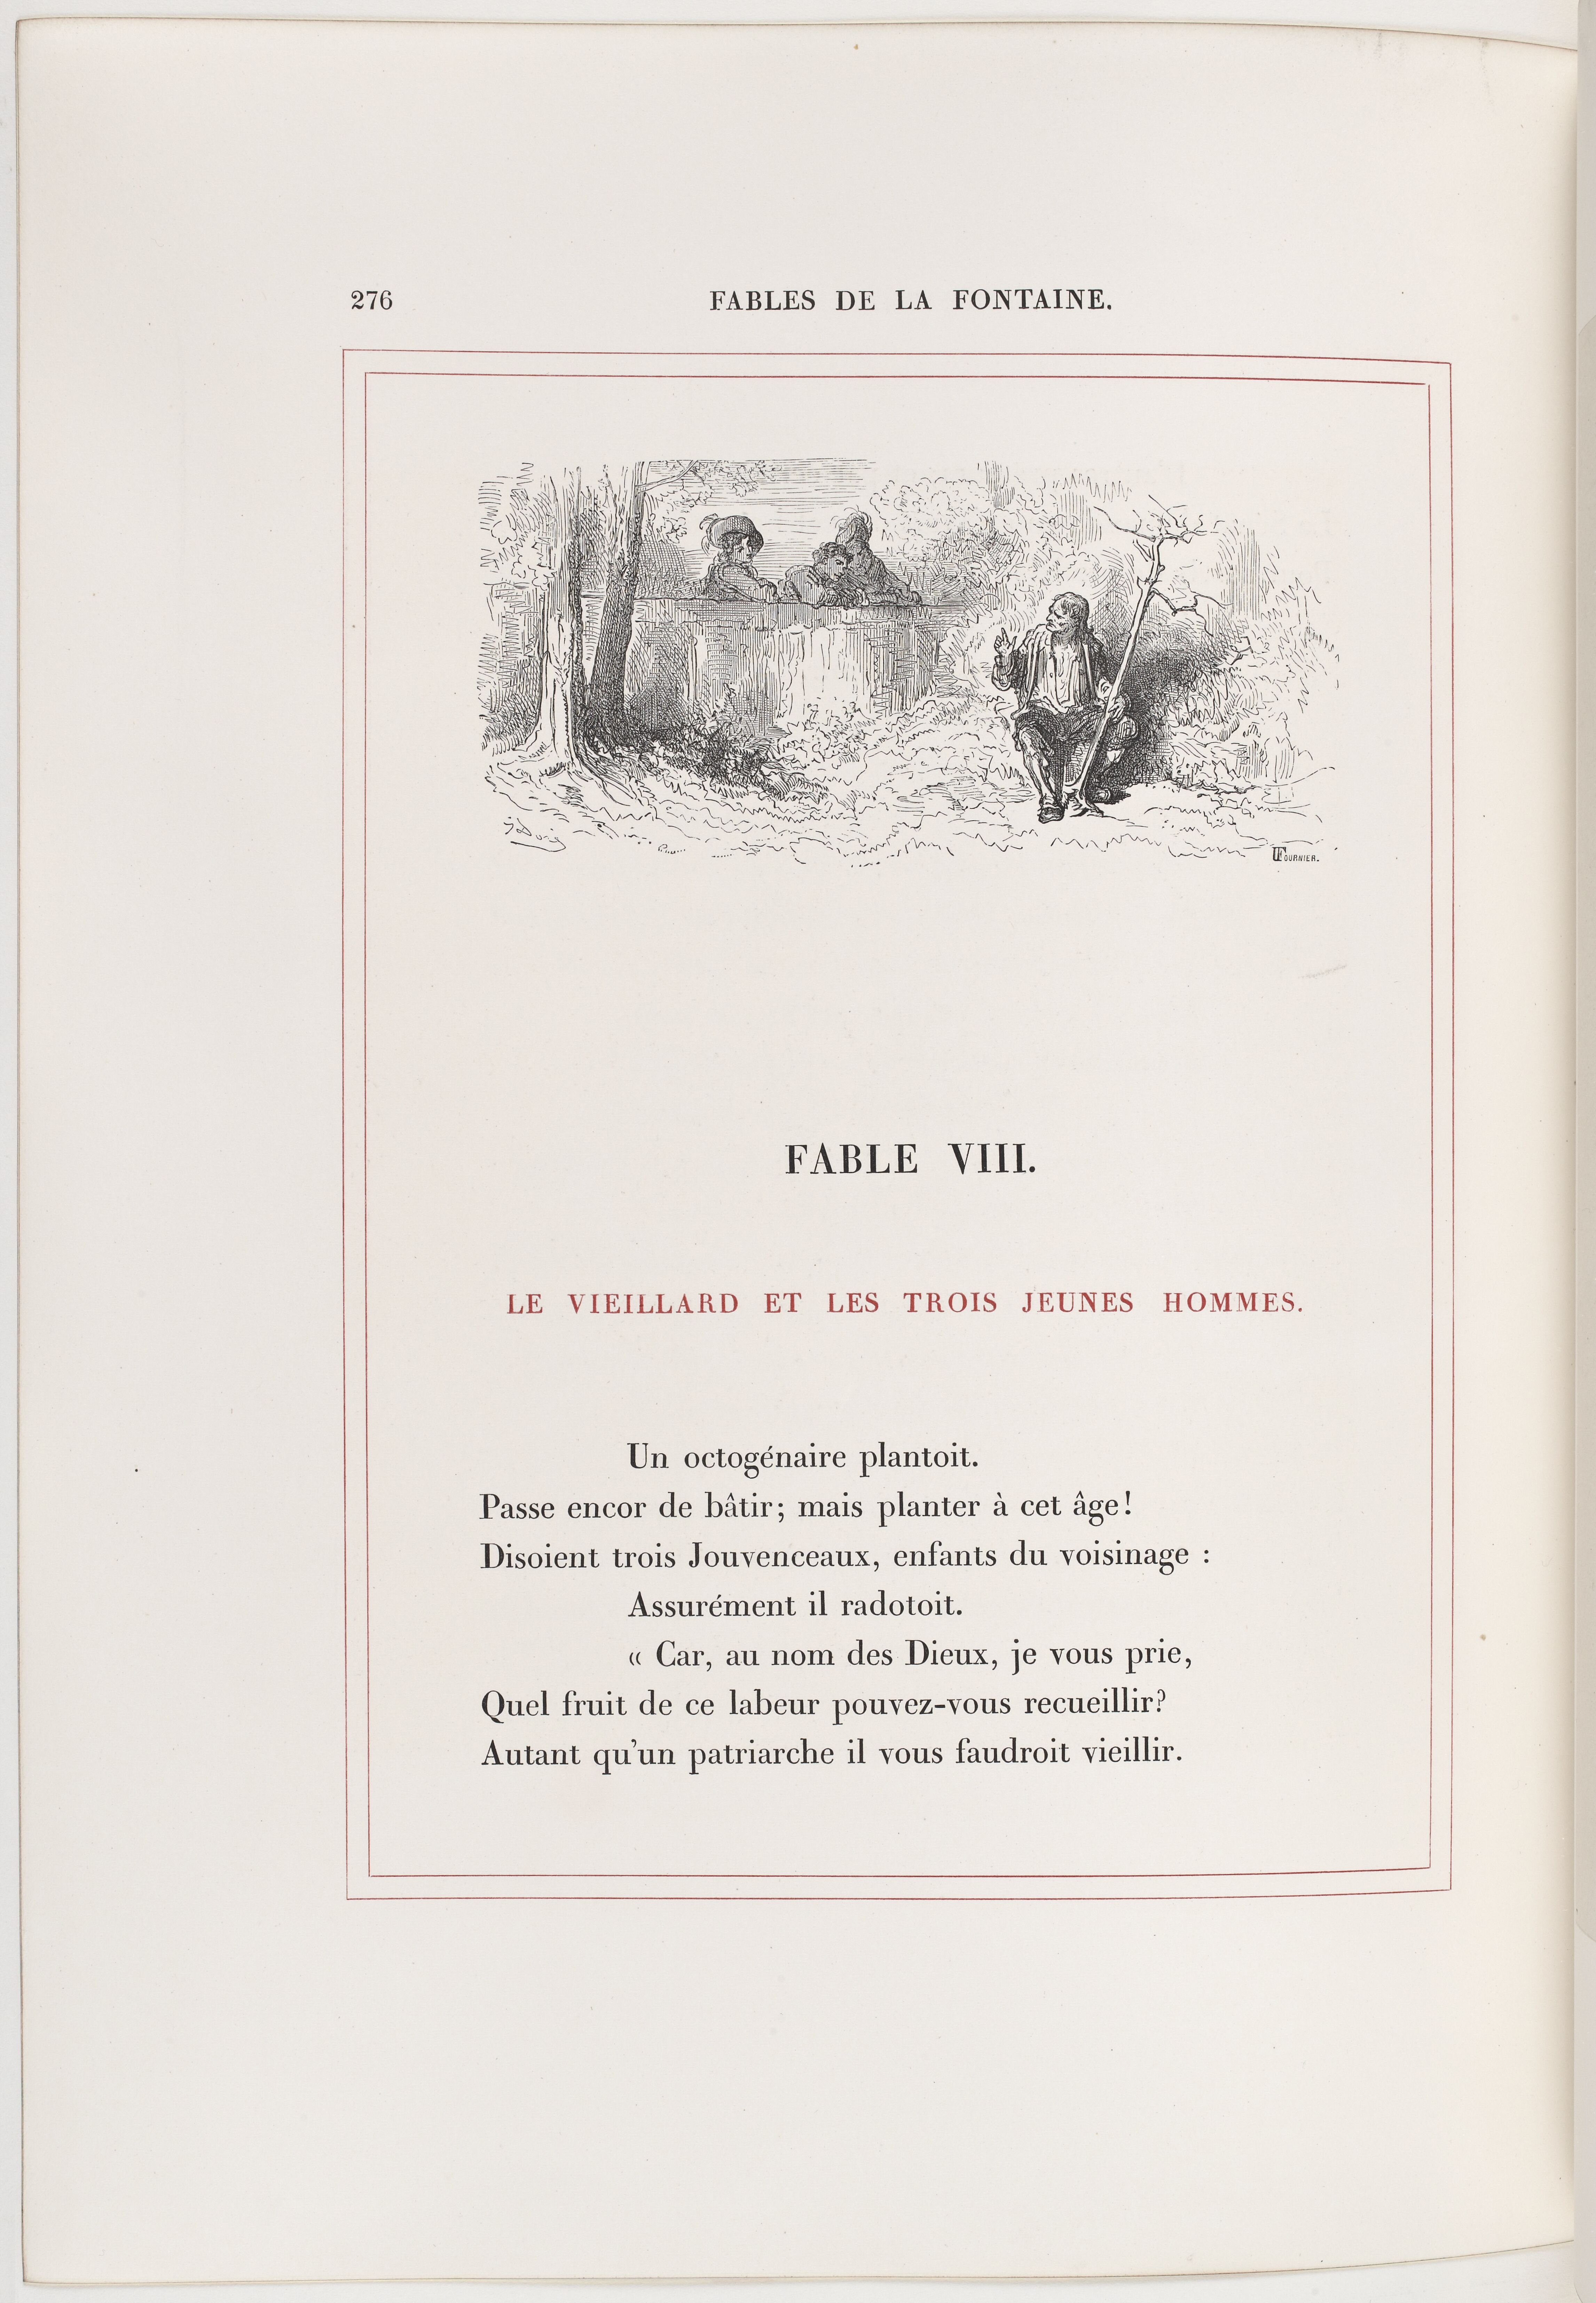 276
FABLES DE LA FONTAINE.
G Doré
FOURNIER.
FABLE VIII.
LE VIEILLARD ET LES TROIS JEUNES HOMMES.
Un octogénaire plantoit.
Passe encor de bâtir; mais planter à cet âge!
Disoient trois Jouvenceaux, enfants du voisinage :
Assurément il radotoit.
« Car, au nom des Dieux, je vous prie,
Quel fruit de ce labeur pouvez-vous recueillir?
Autant qu'un patriarche il vous faudroit vieillir.